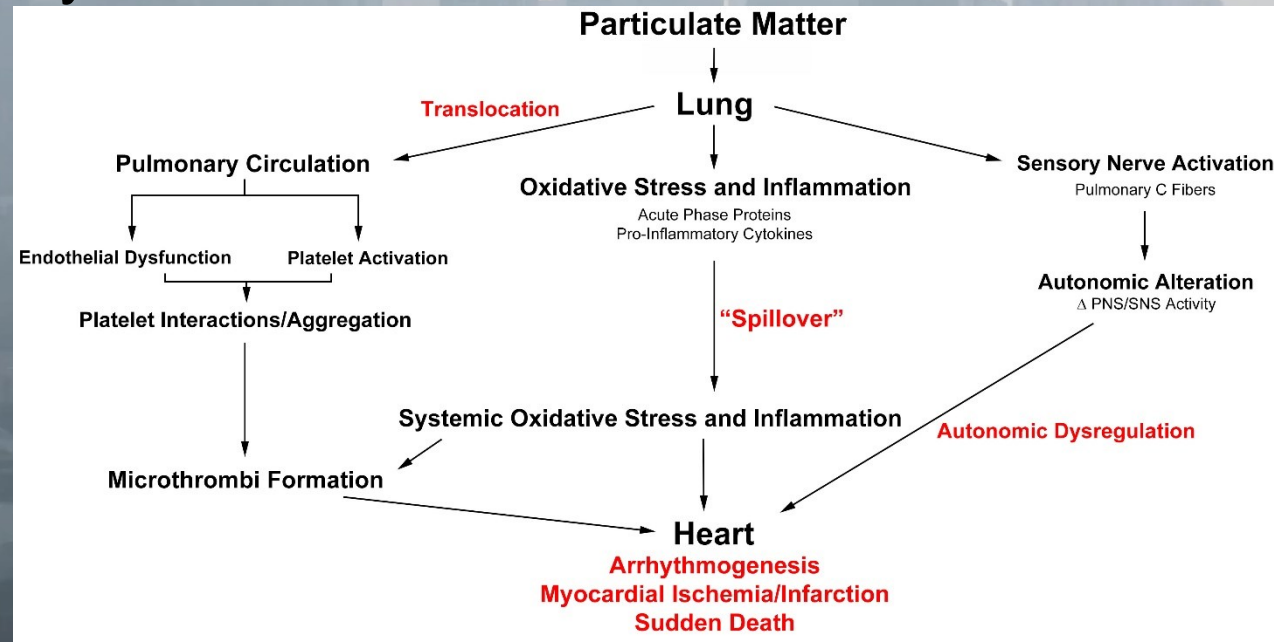 Particulate Matter
Lung
Translocation
Pulmonary Circulation
Oxidative Stress and Inflammation
Acute Phase Proteins
Pro-Inflammatory Cytokines
Sensory Nerve Activation
Pulmonary C Fibers
Endothelial Dysfunction
Platelet Activation
Autonomic Alteration
Δ PNS/SNS Activity
Platelet Interactions/Aggregation
“Spillover”
Systemic Oxidative Stress and Inflammation
Autonomic Dysregulation
Microthrombi Formation
Heart
Arrhythmogenesis
Myocardial Ischemia/Infarction
Sudden Death